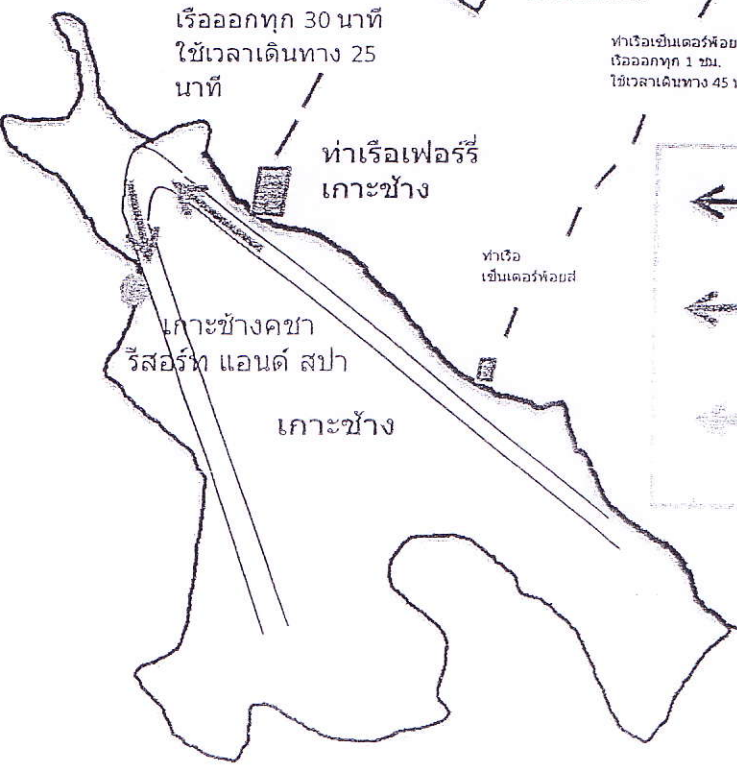 เรือออกทุก 30 นาที
ใช้เวลาเดินทาง 25
นาที
ท่าเรือเซ็นเตอร์พ้อย
เรือออกทุก 1 ชม.
ใช้เวลาเดินทาง 45
ท่าเรือเฟอร์รี่
เกาะช้าง
ท่าเรือ
เซ็นเตอร์พ้อยส์
เกาะช้างคชา
รีสอร์ท แอนด์ สปา
เกาะช้าง